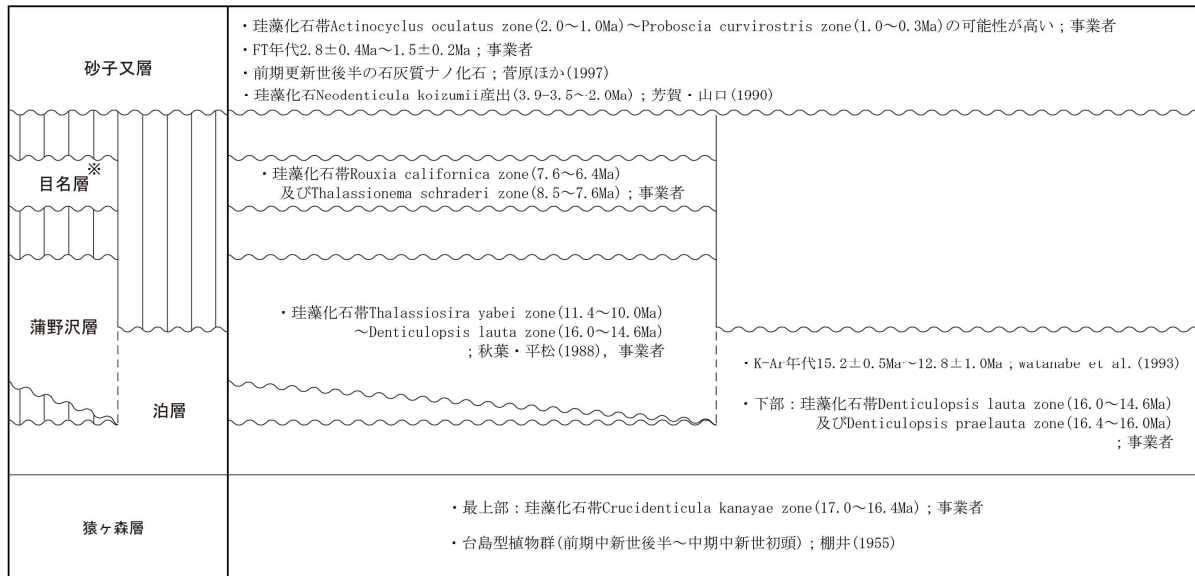 砂子又層
・珪藻化石帯Actinocyclus oculatus zone(2.0～1.0Ma)～Proboscia curvirostris zone(1.0～0.3Ma)の可能性が高い；事業者
・FT年代2.8±0.4Ma～1.5±0.2Ma；事業者
・前期更新世後半の石灰質ナノ化石；菅原ほか(1997)
・珪藻化石Neodenticula koizumii産出(3.9-3.5～2.0Ma)；芳賀・山口(1990)
目名層※
・珪藻化石帯Rouxia californica zone(7.6～6.4Ma)
及びThalassionema schraderi zone(8.5～7.6Ma)；事業者
蒲野沢層
・珪藻化石帯Thalassiosira yabei zone(11.4～10.0Ma)
～Denticulopsis lauta zone(16.0～14.6Ma)
；秋葉・平松(1988), 事業者
泊層
・K-Ar年代15.2±0.5Ma～12.8±1.0Ma；watanabe et al.(1993)
・下部：珪藻化石帯Denticulopsis lauta zone(16.0～14.6Ma)
及びDenticulopsis praelauta zone(16.4～16.0Ma)
；事業者
猿ヶ森層
・最上部：珪藻化石帯Crucidenticula kanayae zone(17.0～16.4Ma)；事業者
・台島型植物群(前期中新世後半～中期中新世初頭)；棚井(1955)